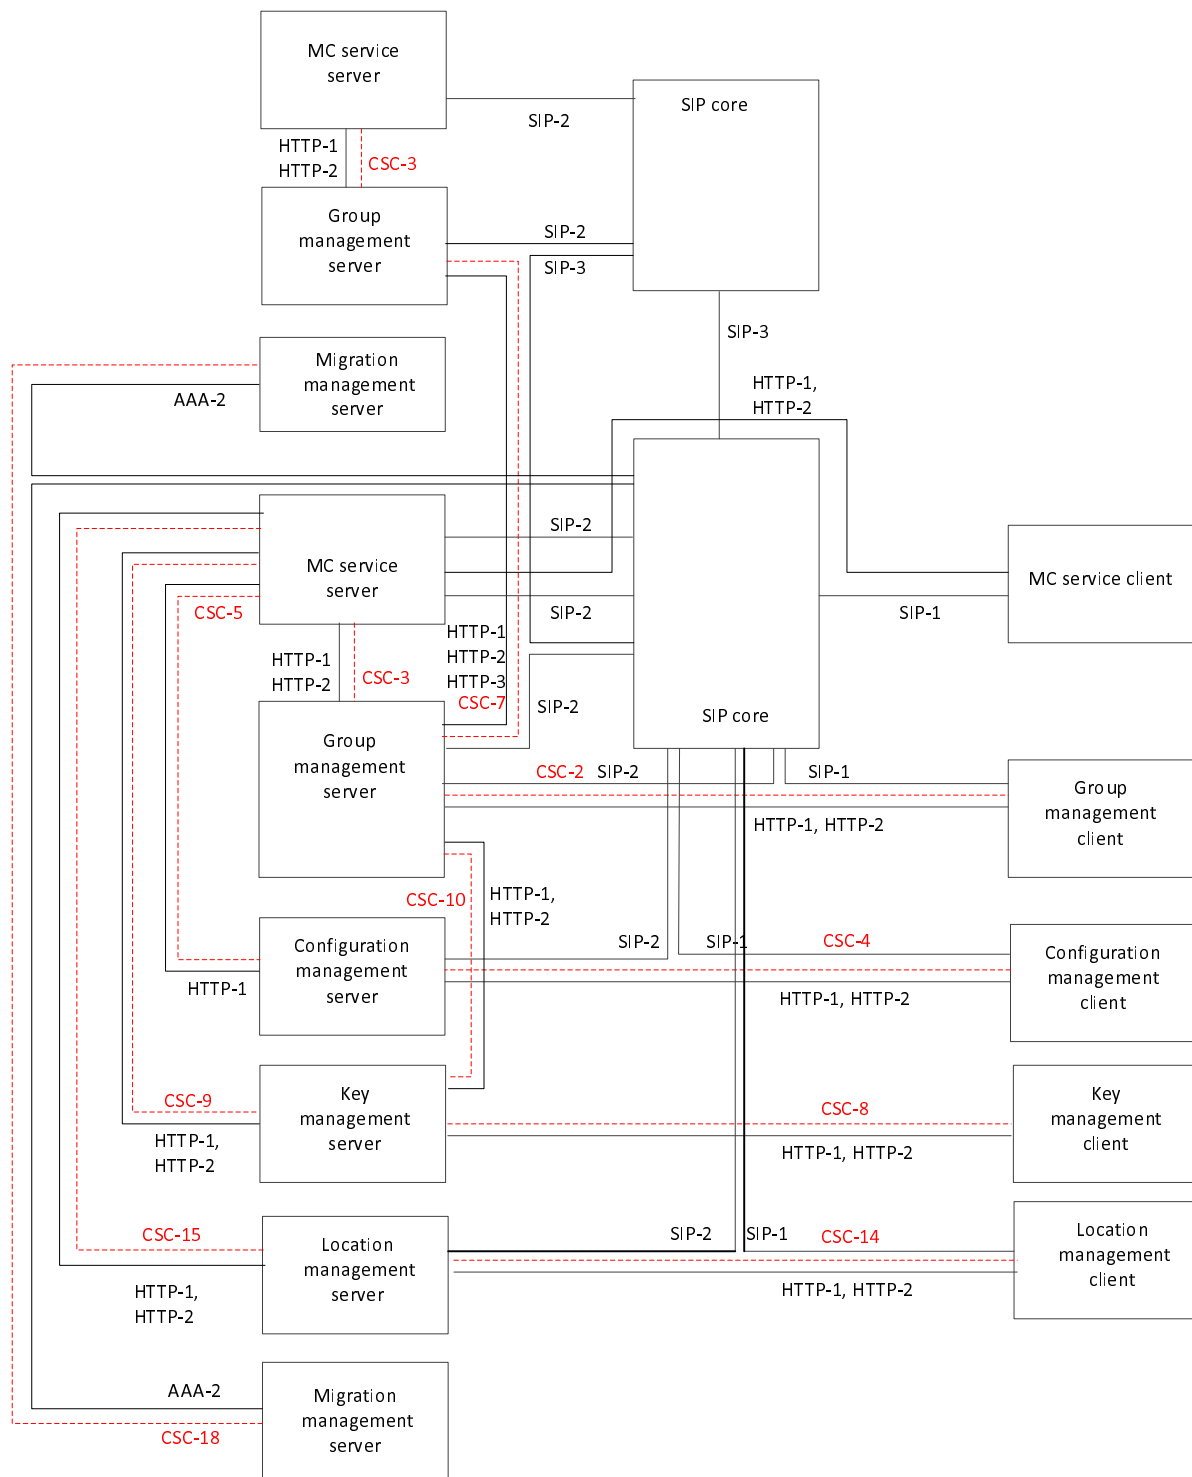 MC service
server
SIP core
SIP-2
HTTP-1
HTTP-2
CSC-3
Group
management
server
SIP-2
SIP-3
SIP-3
Migration
management
server
AAA-2
HTTP-1,
HTTP-2
SIP-2
MC service
server
MC service client
CSC-5
SIP-2
SIP-1
HTTP-1
HTTP-2
HTTP-3
CSC-7
HTTP-1
HTTP-2
CSC-3
SIP-2
SIP core
Group
management
server
CSC-2
SIP-2
SIP-1
Group
management
client
HTTP-1, HTTP-2
CSC-10
HTTP-1,
HTTP-2
SIP-2
SIP-1
CSC-4
Configuration
management
server
Configuration
management
client
HTTP-1
HTTP-1, HTTP-2
CSC-9
Key
management
server
CSC-8
Key
management
client
HTTP-1,
HTTP-2
HTTP-1, HTTP-2
CSC-15
Location
management
server
SIP-2
SIP-1
CSC-14
Location
management
client
HTTP-1,
HTTP-2
HTTP-1, HTTP-2
AAA-2
CSC-18
Migration
management
server